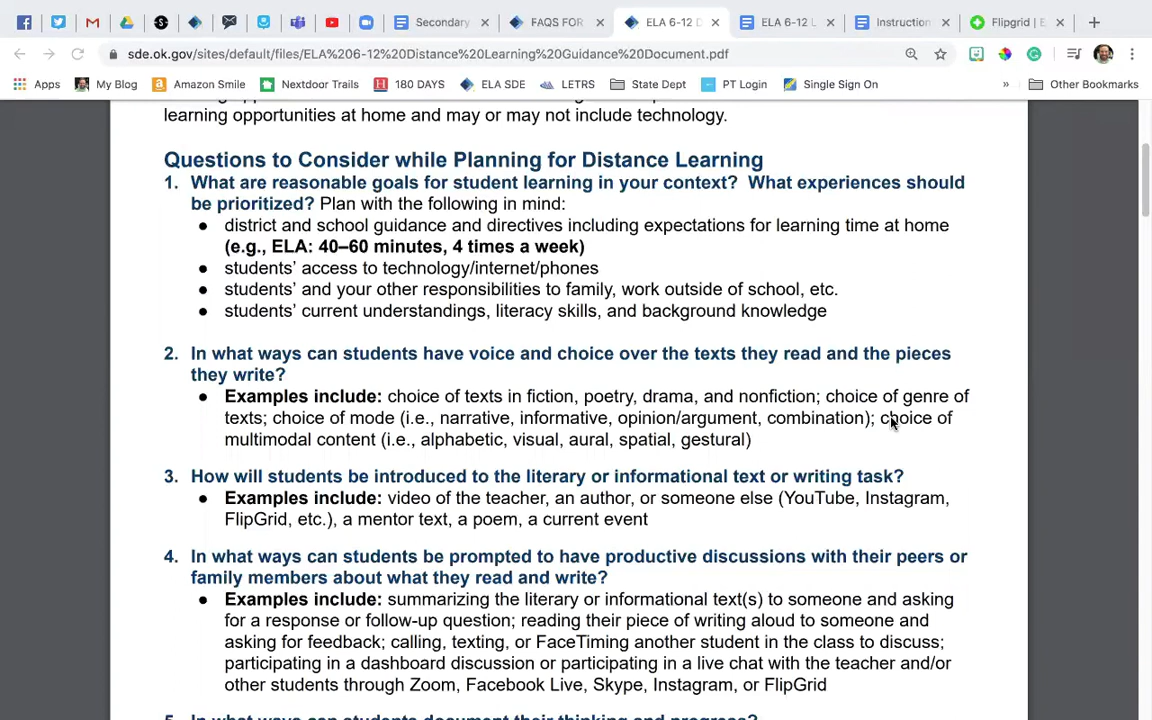 Secondary
FAQS FOR
ELA 6-12 D
ELA 6-12 L
Instruction
Flipgrid | E
sde.ok.gov/sites/default/files/ELA%206-12%20Distance%20Learning%20Guidance%20Document.pdf
Apps My Blog Amazon Smile Nextdoor Trails 180 DAYS ELA SDE LETRS State Dept PT Login Single Sign On » Other Bookmarks
learning opportunities at home and may or may not include technology.
Questions to Consider while Planning for Distance Learning
1. What are reasonable goals for student learning in your context? What experiences should
be prioritized? Plan with the following in mind:
● district and school guidance and directives including expectations for learning time at home
(e.g., ELA: 40–60 minutes, 4 times a week)
● students’ access to technology/internet/phones
● students’ and your other responsibilities to family, work outside of school, etc.
● students’ current understandings, literacy skills, and background knowledge
2. In what ways can students have voice and choice over the texts they read and the pieces
they write?
● Examples include: choice of texts in fiction, poetry, drama, and nonfiction; choice of genre of
texts; choice of mode (i.e., narrative, informative, opinion/argument, combination); choice of
multimodal content (i.e., alphabetic, visual, aural, spatial, gestural)
3. How will students be introduced to the literary or informational text or writing task?
● Examples include: video of the teacher, an author, or someone else (YouTube, Instagram,
FlipGrid, etc.), a mentor text, a poem, a current event
4. In what ways can students be prompted to have productive discussions with their peers or
family members about what they read and write?
● Examples include: summarizing the literary or informational text(s) to someone and asking
for a response or follow-up question; reading their piece of writing aloud to someone and
asking for feedback; calling, texting, or FaceTiming another student in the class to discuss;
participating in a dashboard discussion or participating in a live chat with the teacher and/or
other students through Zoom, Facebook Live, Skype, Instagram, or FlipGrid
5. In what ways can students document their thinking and progress?